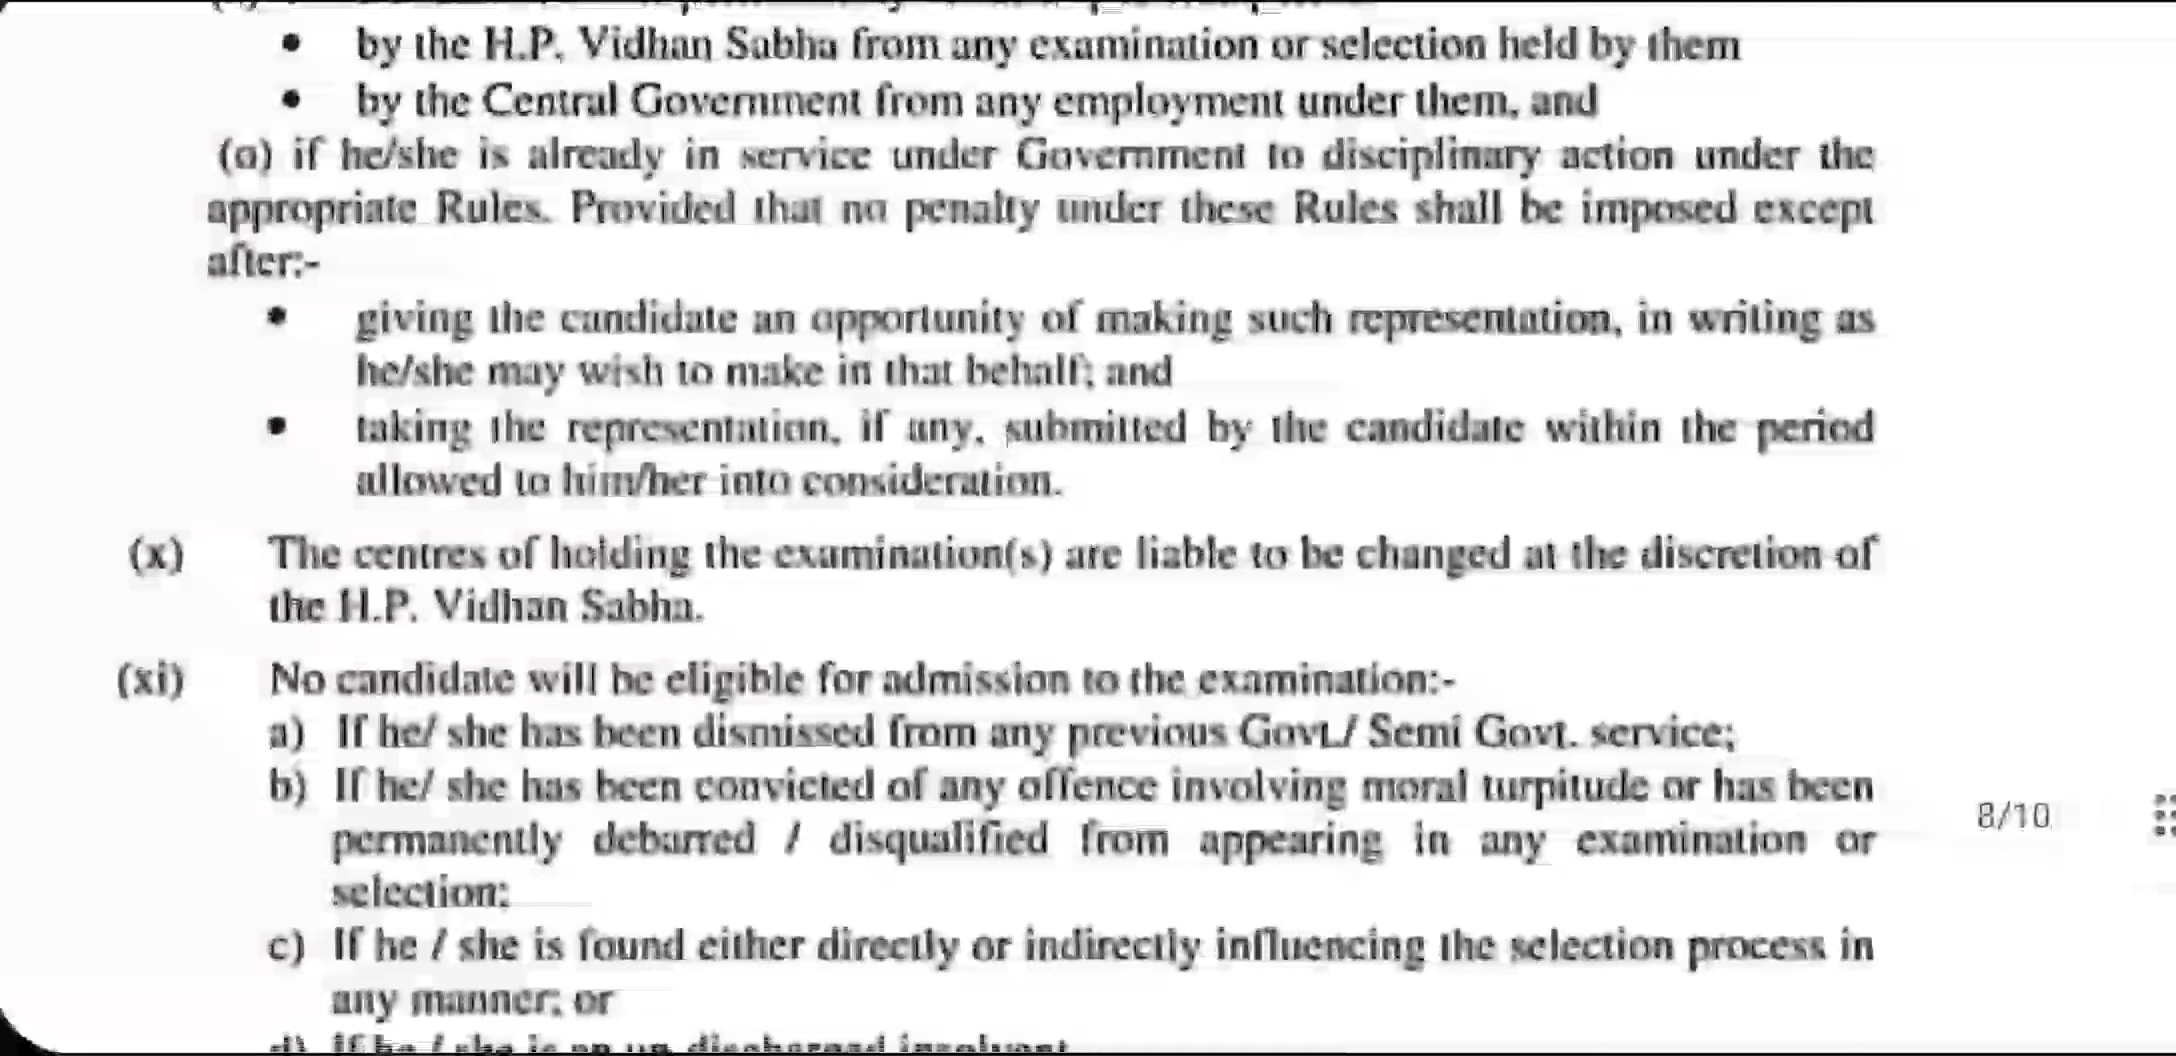 • by the H.P. Vidhan Sabha from any examination or selection held by them
• by the Central Government from any employment under them, and
(o) if he/she is already in service under Government to disciplinary action under the
appropriate Rules. Provided that no penalty under these Rules shall be imposed except
after:-
• giving the candidate an opportunity of making such representation, in writing as
he/she may wish to make in that behalf; and
• taking the representation, if any, submitted by the candidate within the period
allowed to him/her into consideration.
(x) The centres of holding the examination(s) are liable to be changed at the discretion of
the H.P. Vidhan Sabha.
(xi) No candidate will be eligible for admission to the examination:-
a) If he/ she has been dismissed from any previous Govt./ Semi Govt. service;
b) If he/ she has been convicted of any offence involving moral turpitude or has been
8/10
permanently debarred / disqualified from appearing in any examination or
selection;
c) If he / she is found either directly or indirectly influencing the selection process in
any manner; or
d) If he / she is an un-discharged insolvent